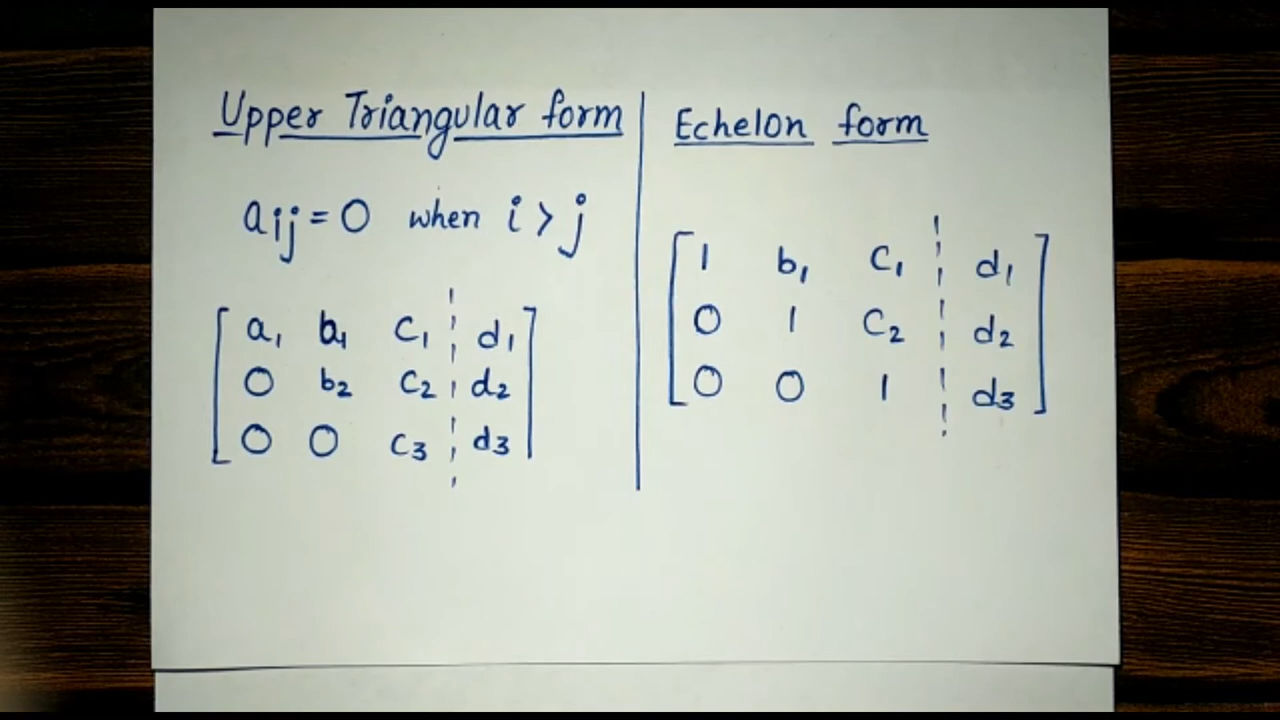 Upper Triangular form
aij = 0 when i > j
a₁ b₁ c₁ d₁
0 b₂ c₂ d₂
0 0 c₃ d₃
Echelon form
1 b₁ c₁ d₁
0 1 c₂ d₂
0 0 1 d₃